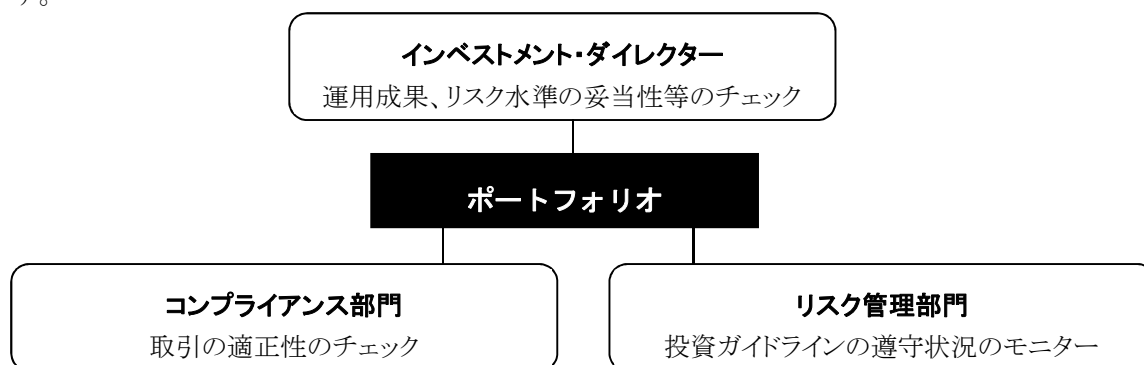 す。
インベストメント・ダイレクター
運用成果、リスク水準の妥当性等のチェック
ポートフォリオ
コンプライアンス部門
取引の適正性のチェック
リスク管理部門
投資ガイドラインの遵守状況のモニター